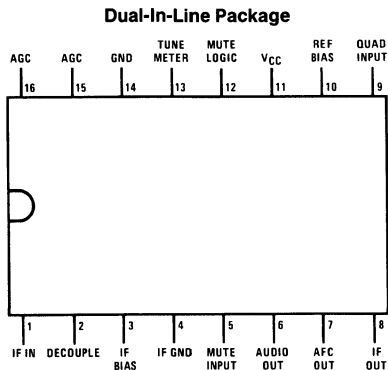 Dual-In-Line Package
AGC AGC GND TUNE METER MUTE LOGIC VCC REF BIAS QUAD INPUT
16 15 14 13 12 11 10 9
1 2 3 4 5 6 7 8
IF IN DECOUPLE IF BIAS IF GND MUTE INPUT AUDIO OUT AFC OUT IF OUT